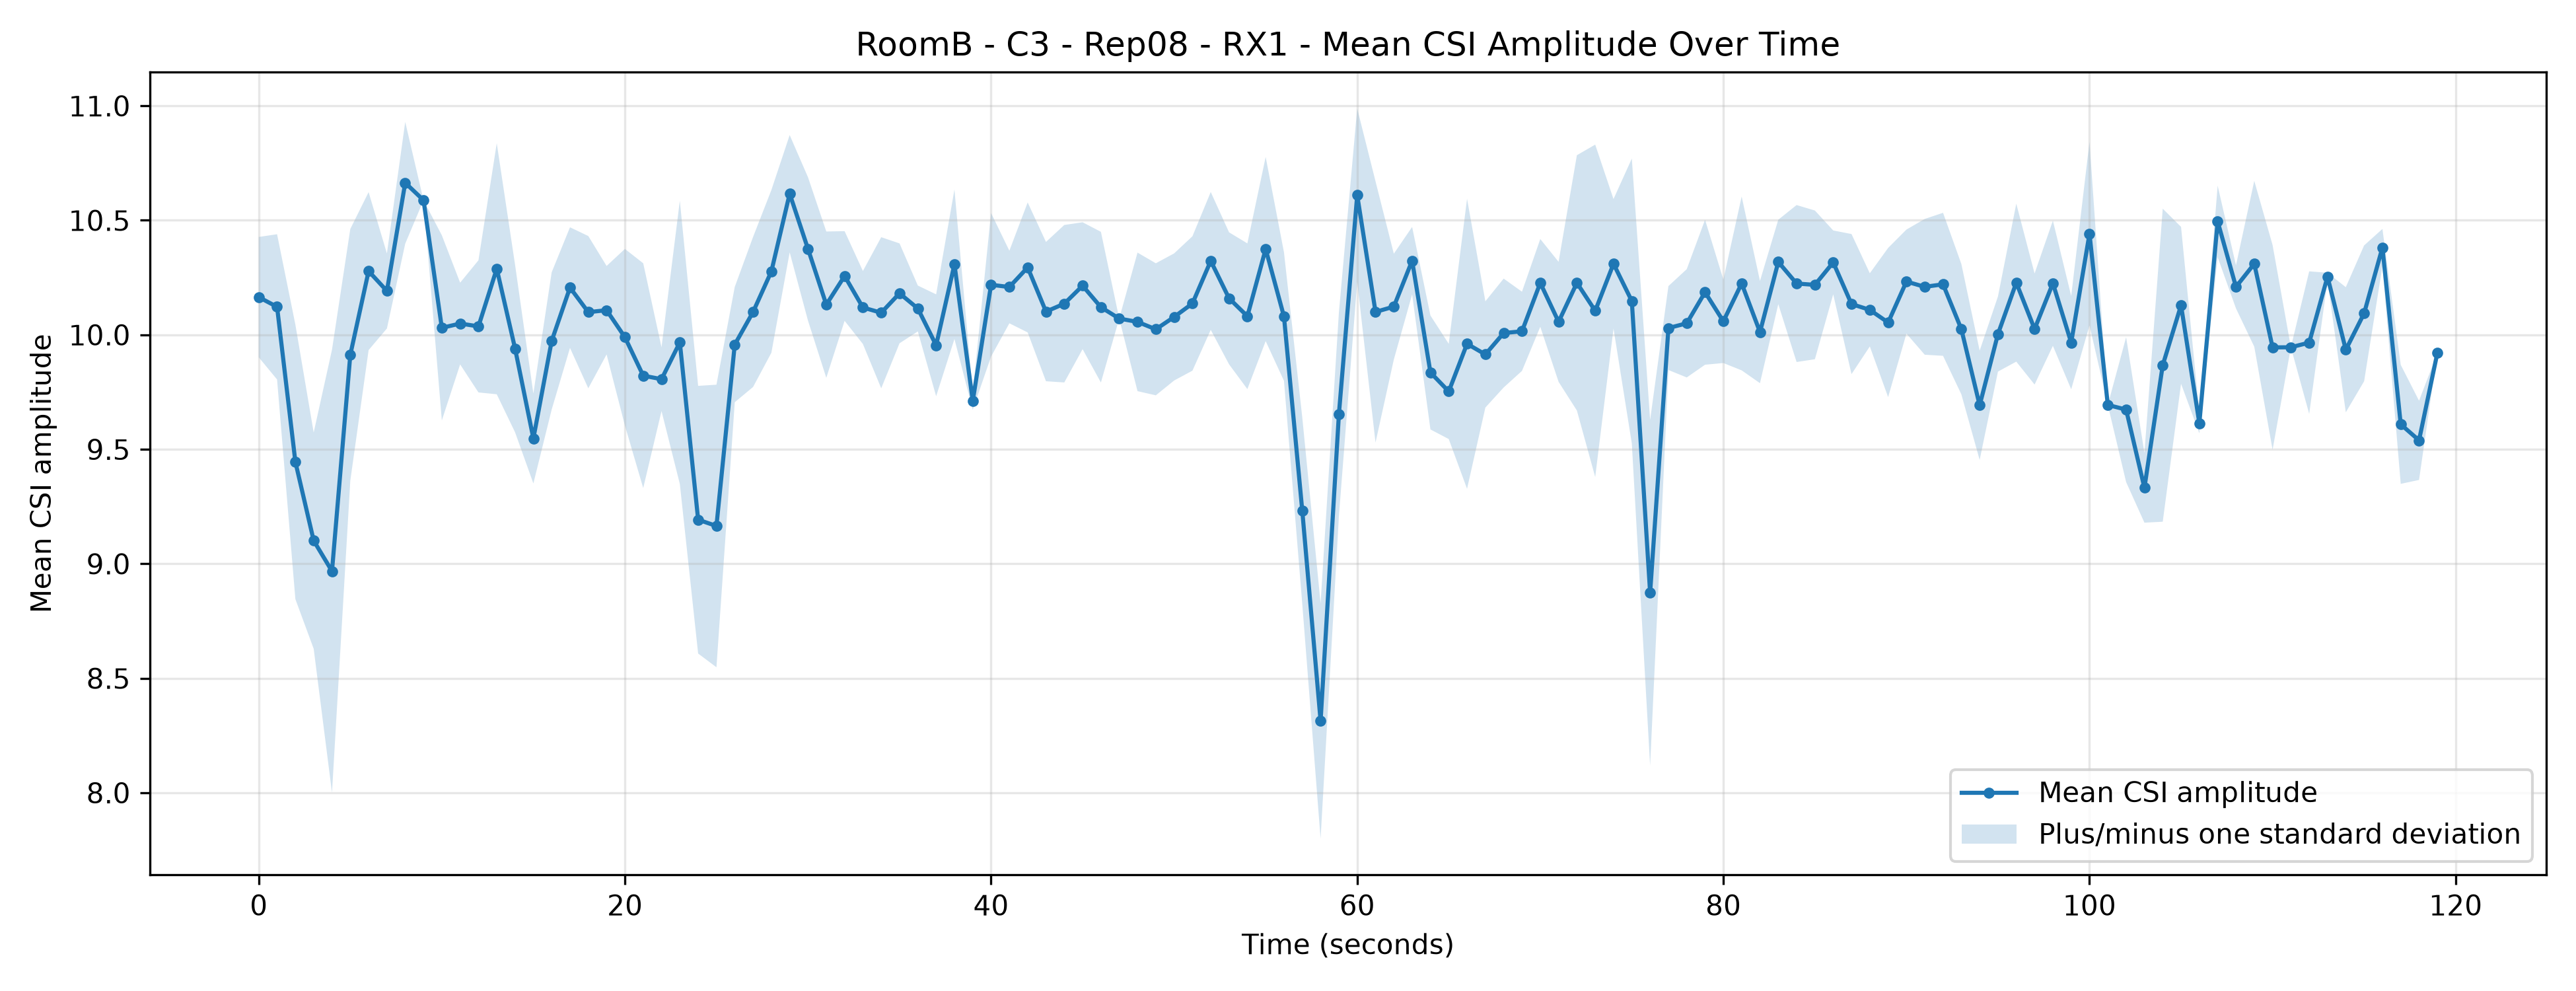 RoomB - C3 - Rep08 - RX1 - Mean CSI Amplitude Over Time
Mean CSI amplitude
11.0
10.5
10.0
9.5
9.0
8.5
8.0
0 20 40 60 80 100 120
Time (seconds)
Mean CSI amplitude
Plus/minus one standard deviation